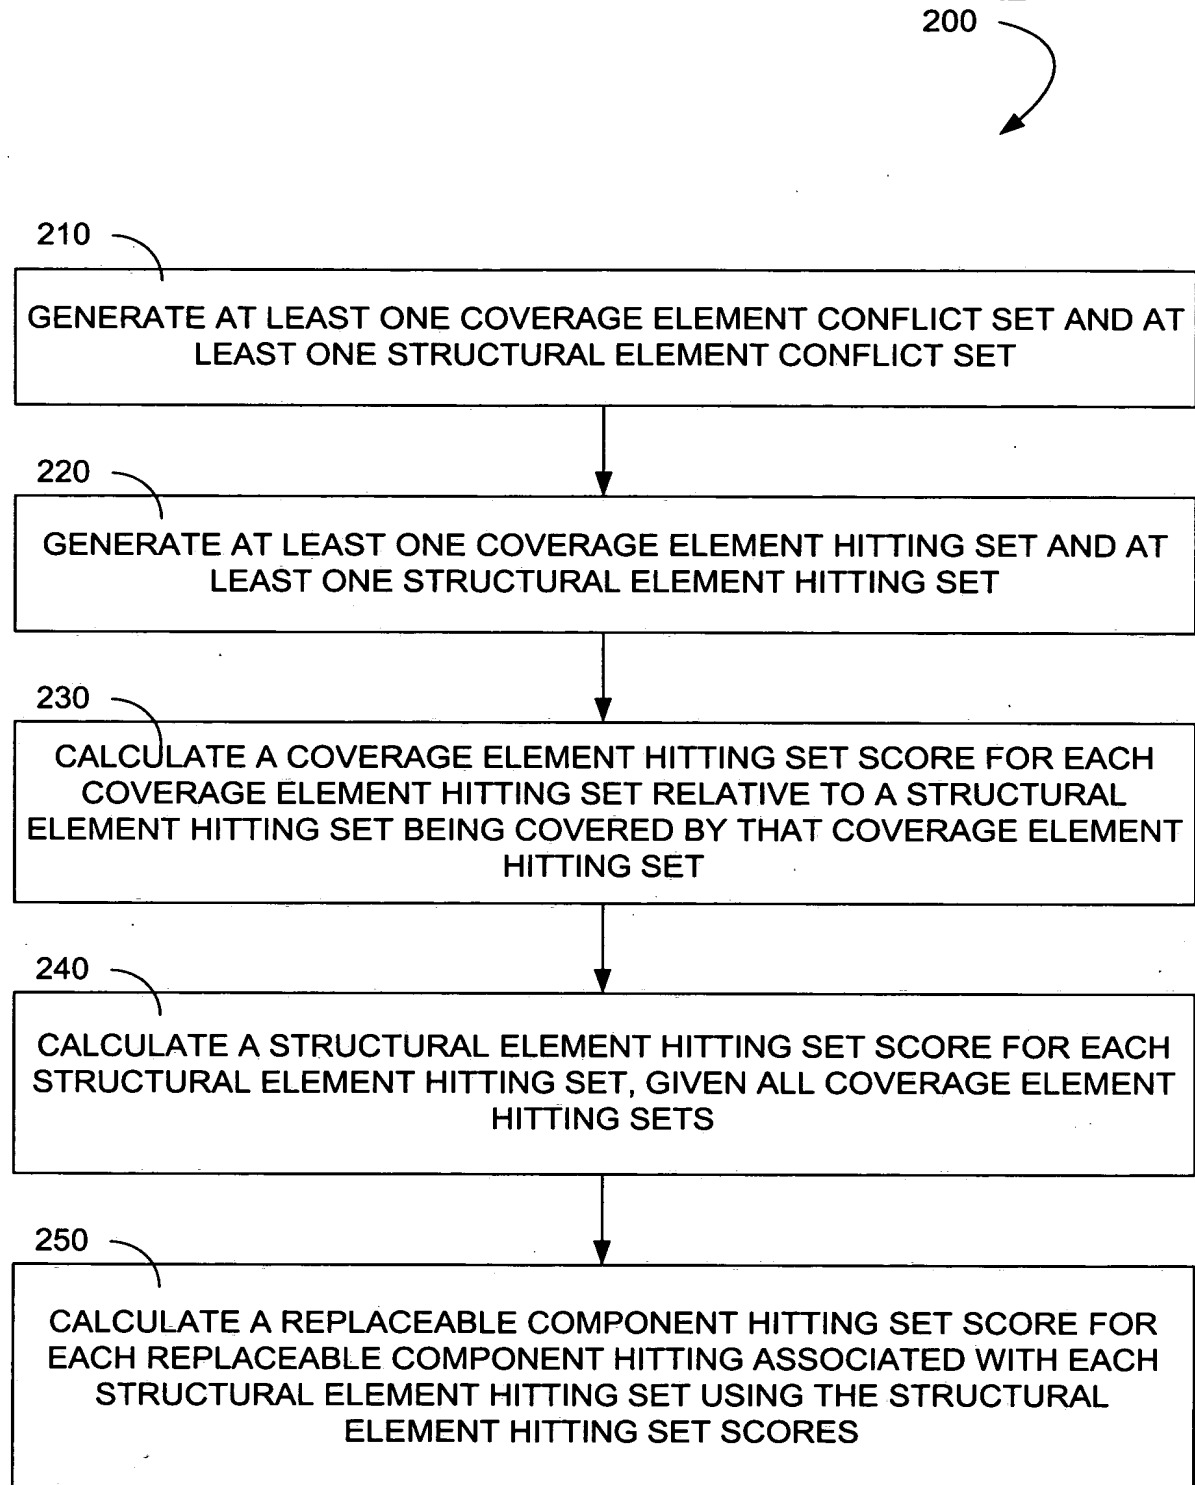 200
210
GENERATE AT LEAST ONE COVERAGE ELEMENT CONFLICT SET AND AT
LEAST ONE STRUCTURAL ELEMENT CONFLICT SET
220
GENERATE AT LEAST ONE COVERAGE ELEMENT HITTING SET AND AT
LEAST ONE STRUCTURAL ELEMENT HITTING SET
230
CALCULATE A COVERAGE ELEMENT HITTING SET SCORE FOR EACH
COVERAGE ELEMENT HITTING SET RELATIVE TO A STRUCTURAL
ELEMENT HITTING SET BEING COVERED BY THAT COVERAGE ELEMENT
HITTING SET
240
CALCULATE A STRUCTURAL ELEMENT HITTING SET SCORE FOR EACH
STRUCTURAL ELEMENT HITTING SET, GIVEN ALL COVERAGE ELEMENT
HITTING SETS
250
CALCULATE A REPLACEABLE COMPONENT HITTING SET SCORE FOR
EACH REPLACEABLE COMPONENT HITTING ASSOCIATED WITH EACH
STRUCTURAL ELEMENT HITTING SET USING THE STRUCTURAL
ELEMENT HITTING SET SCORES